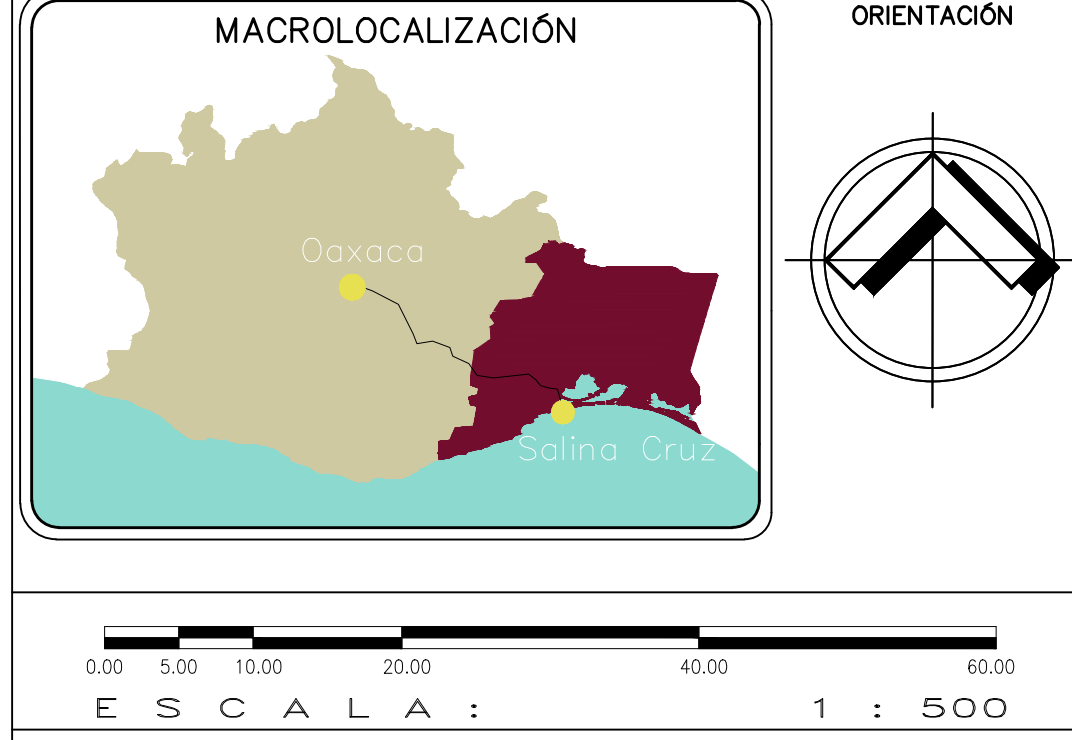 MACROLOCALIZACIÓN
ORIENTACIÓN
Oaxaca
Salina Cruz
0.00 5.00 10.00 20.00 40.00 60.00
ESCALA: 1 : 500